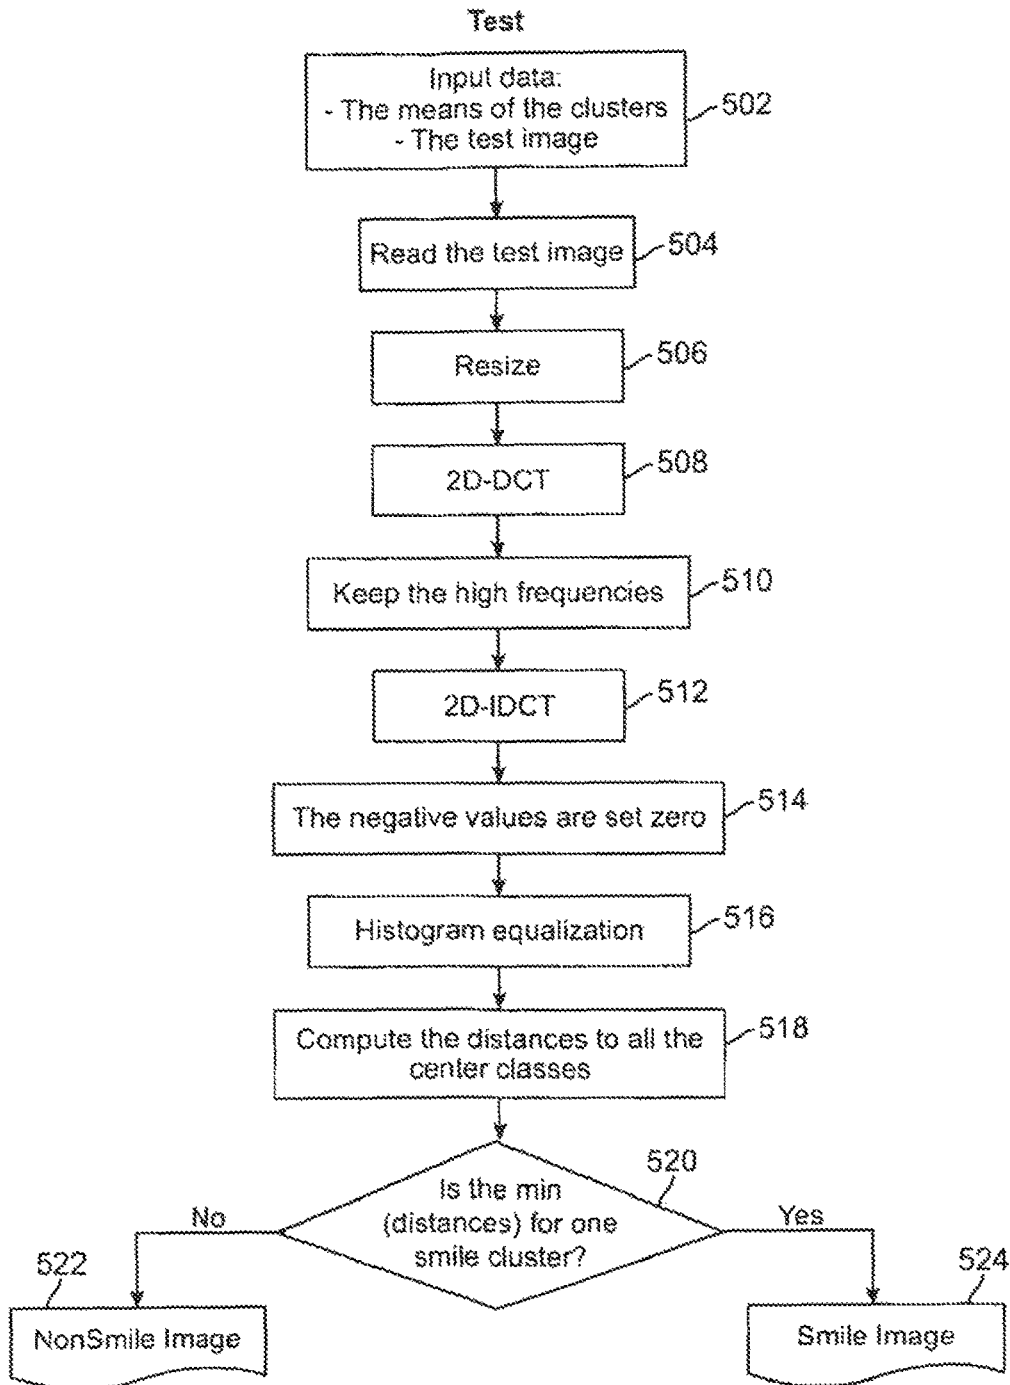 Test
Input data:
- The means of the clusters
- The test image
502
Read the test image
504
Resize
506
2D-DCT
508
Keep the high frequencies
510
2D-IDCT
512
The negative values are set zero
514
Histogram equalization
516
Compute the distances to all the
center classes
518
Is the min
(distances) for one
smile cluster?
520
No
Yes
522
NonSmile Image
524
Smile Image